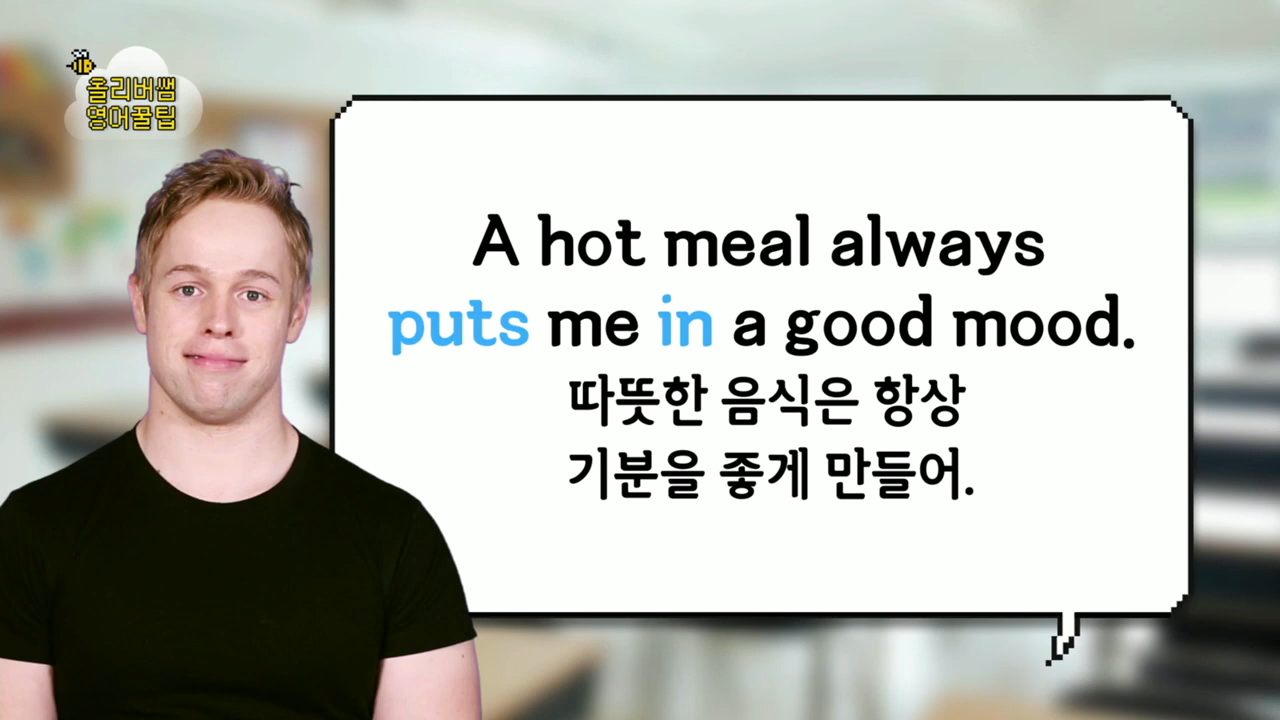 올리버쌤
영어꿀팁
A hot meal always
puts me in a good mood.
따뜻한 음식은 항상
기분을 좋게 만들어.